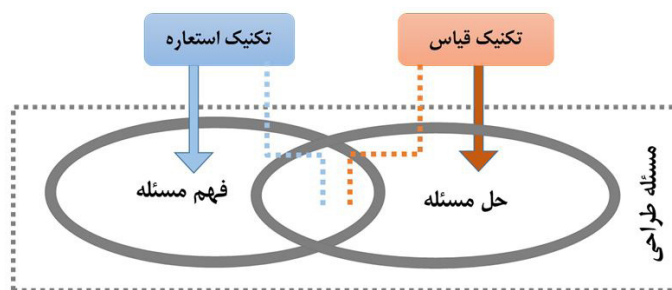 تکنیک قیاس
تکنیک استعاره
حل مسئله
فهم مسئله
مسئله طراحی